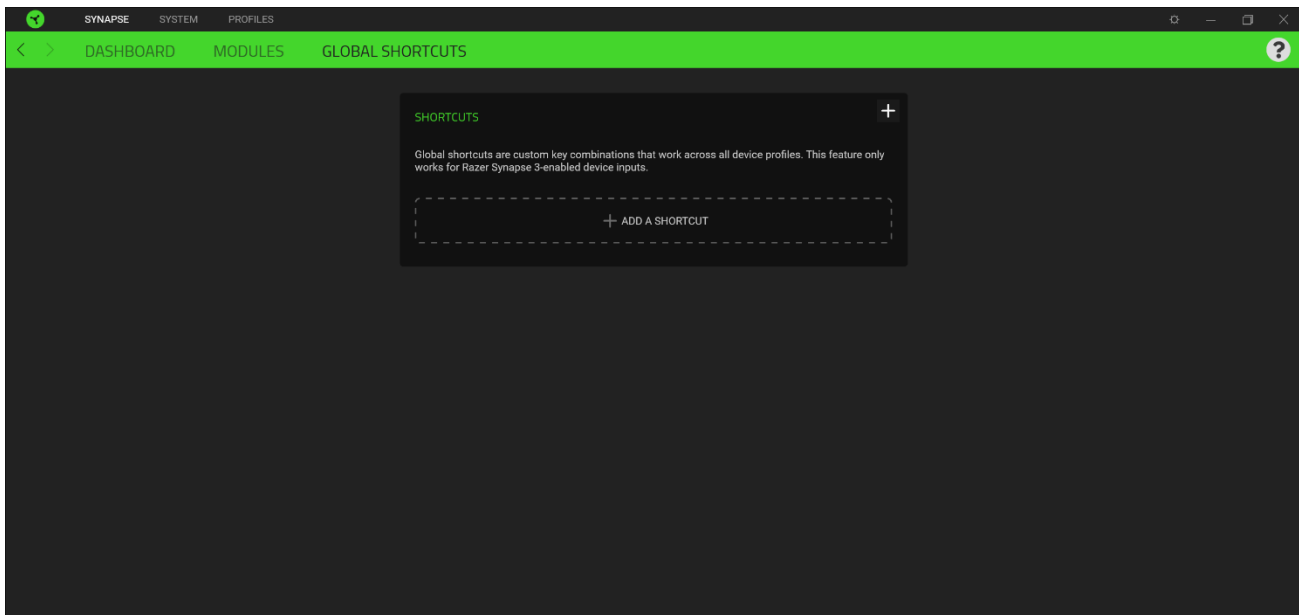 SYNAPSE SYSTEM PROFILES
DASHBOARD MODULES GLOBAL SHORTCUTS ?
SHORTCUTS
Global shortcuts are custom key combinations that work across all device profiles. This feature only
works for Razer Synapse 3-enabled device inputs.
ADD A SHORTCUT